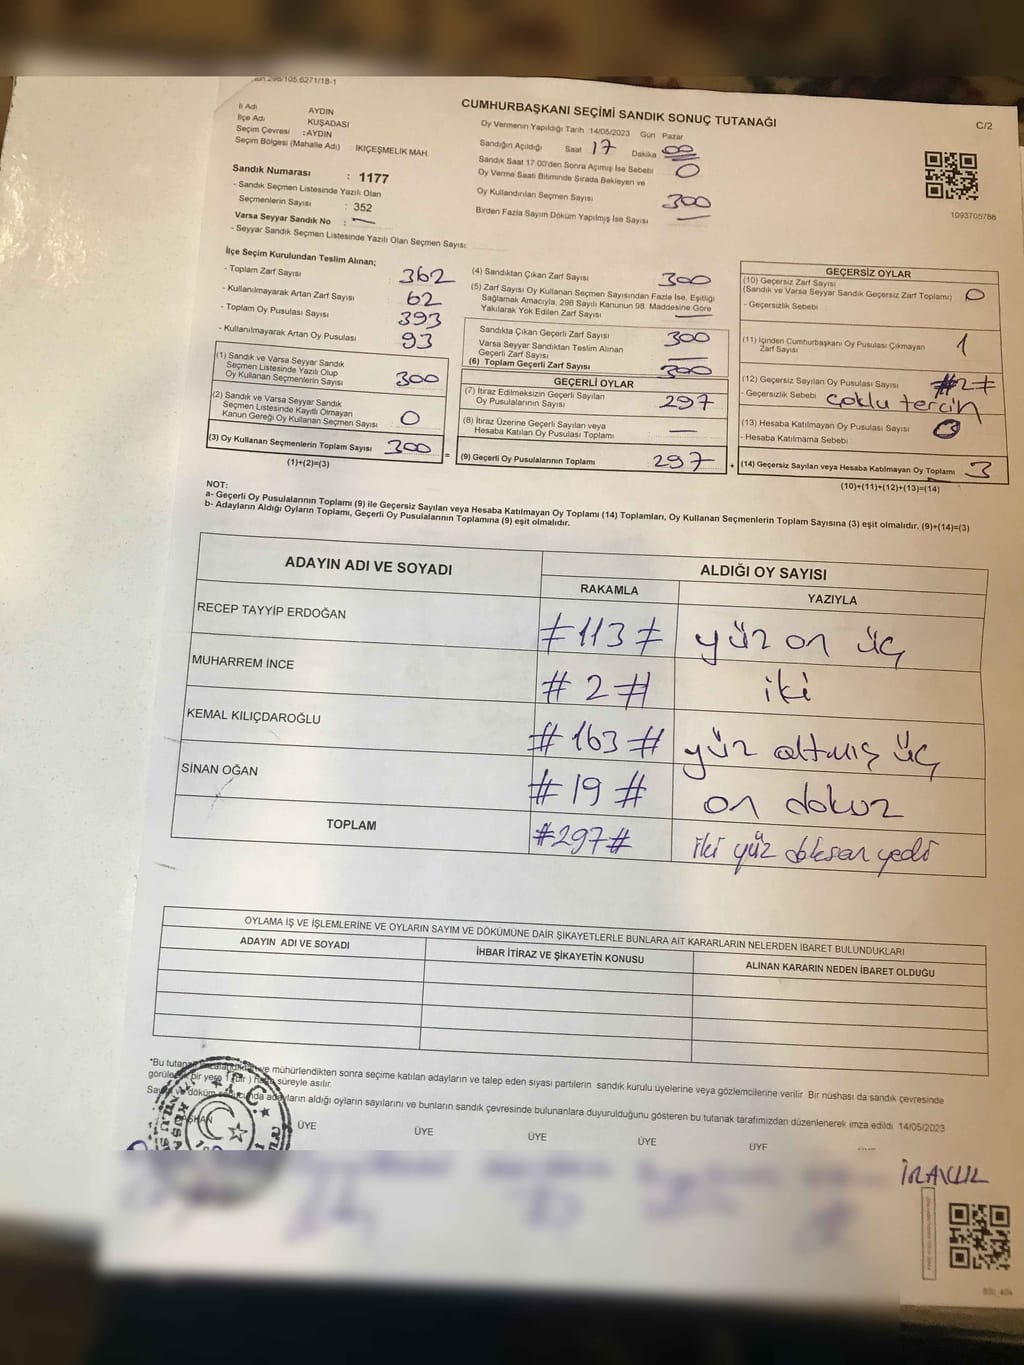 298/105.6271/18-1
İl Adı AYDIN
İlçe Adı : KUŞADASI
Seçim Çevresi : AYDIN
Seçim Bölgesi (Mahalle Adı) : İKİÇEŞMELİK MAH.
CUMHURBAŞKANI SEÇİMİ SANDIK SONUÇ TUTANAĞI
C/2
Oy Vermenin Yapıldığı Tarih 14/05/2023 Gün Pazar
Sandığın Açıldığı Saat 17 Dakika 00
Sandık Saat 17:00'den Sonra Açılmış İse Sebebi 0
Oy Verme Saati Bitiminde Sırada Bekleyen ve
Oy Kullandırılan Seçmen Sayısı 300
Birden Fazla Sayım Döküm Yapılmış İse Sayısı —
1093705786
Sandık Numarası : 1177
- Sandık Seçmen Listesinde Yazılı Olan
Seçmenlerin Sayısı : 352
Varsa Seyyar Sandık No : —
- Seyyar Sandık Seçmen Listesinde Yazılı Olan Seçmen Sayısı
İlçe Seçim Kurulundan Teslim Alınan;
- Toplam Zarf Sayısı 362
- Kullanılmayarak Artan Zarf Sayısı 62
- Toplam Oy Pusulası Sayısı 393
- Kullanılmayarak Artan Oy Pusulası 93
(1) Sandık ve Varsa Seyyar Sandık
Seçmen Listesinde Yazılı Olup
Oy Kullanan Seçmenlerin Sayısı 300
(2) Sandık ve Varsa Seyyar Sandık
Seçmen Listesinde Kayıtlı Olmayan
Kanun Gereği Oy Kullanan Seçmen Sayısı 0
(3) Oy Kullanan Seçmenlerin Toplam Sayısı 300 =
(1)+(2)=(3)
(4) Sandıktan Çıkan Zarf Sayısı 300
(5) Zarf Sayısı Oy Kullanan Seçmen Sayısından Fazla İse, Eşitliği
Sağlamak Amacıyla, 298 Sayılı Kanunun 98. Maddesine Göre
Yakılarak Yok Edilen Zarf Sayısı —
Sandıkta Çıkan Geçerli Zarf Sayısı 300
Varsa Seyyar Sandıktan Teslim Alınan
Geçerli Zarf Sayısı —
(6) Toplam Geçerli Zarf Sayısı 300
GEÇERLİ OYLAR
(7) İtiraz Edilmeksizin Geçerli Sayılan
Oy Pusulalarının Sayısı 297
(8) İtiraz Üzerine Geçerli Sayılan veya
Hesaba Katılan Oy Pusulası Toplamı —
(9) Geçerli Oy Pusulalarının Toplamı 297 +
GEÇERSİZ OYLAR
(10) Geçersiz Zarf Sayısı
(Sandık ve Varsa Seyyar Sandık Geçersiz Zarf Toplamı) 0
- Geçersizlik Sebebi
(11) İçinden Cumhurbaşkanı Oy Pusulası Çıkmayan
Zarf Sayısı 1
(12) Geçersiz Sayılan Oy Pusulası Sayısı #2#
- Geçersizlik Sebebi çoklu tercih
(13) Hesaba Katılmayan Oy Pusulası Sayısı
- Hesaba Katılmama Sebebi
(14) Geçersiz Sayılan veya Hesaba Katılmayan Oy Toplamı 3
(10)+(11)+(12)+(13)=(14)
NOT:
a- Geçerli Oy Pusulalarının Toplamı (9) ile Geçersiz Sayılan veya Hesaba Katılmayan Oy Toplamı (14) Toplamları, Oy Kullanan Seçmenlerin Toplam Sayısına (3) eşit olmalıdır. (9)+(14)=(3)
b- Adayların Aldığı Oyların Toplamı, Geçerli Oy Pusulalarının Toplamına (9) eşit olmalıdır.
ADAYIN ADI VE SOYADI ALDIĞI OY SAYISI
RAKAMLA YAZIYLA
RECEP TAYYİP ERDOĞAN #113# yüz on üç
MUHARREM İNCE #2# iki
KEMAL KILIÇDAROĞLU #163# yüz altmış üç
SİNAN OĞAN #19# on dokuz
TOPLAM #297# iki yüz doksan yedi
OYLAMA İŞ VE İŞLEMLERİNE VE OYLARIN SAYIM VE DÖKÜMÜNE DAİR ŞİKAYETLERLE BUNLARA AİT KARARLARIN NELERDEN İBARET BULUNDUKLARI
ADAYIN ADI VE SOYADI İHBAR İTİRAZ VE ŞİKAYETİN KONUSU ALINAN KARARIN NEDEN İBARET OLDUĞU
"Bu tutanak ve mühürlendikten sonra seçime katılan adayların ve talep eden siyasi partilerin sandık kurulu üyelerine veya gözlemcilerine verilir. Bir nüshası da sandık çevresinde
görülecek bir yere 1 (bir) hafta süreyle asılır.
Sayım ve döküm sonucunda adayların aldığı oyların sayılarını ve bunların sandık çevresinde bulunanlara duyurulduğunu gösteren bu tutanak tarafımızdan düzenlenerek imza edildi 14/05/2023
BAŞKAN ÜYE ÜYE ÜYE ÜYE ÜYE
T.C.